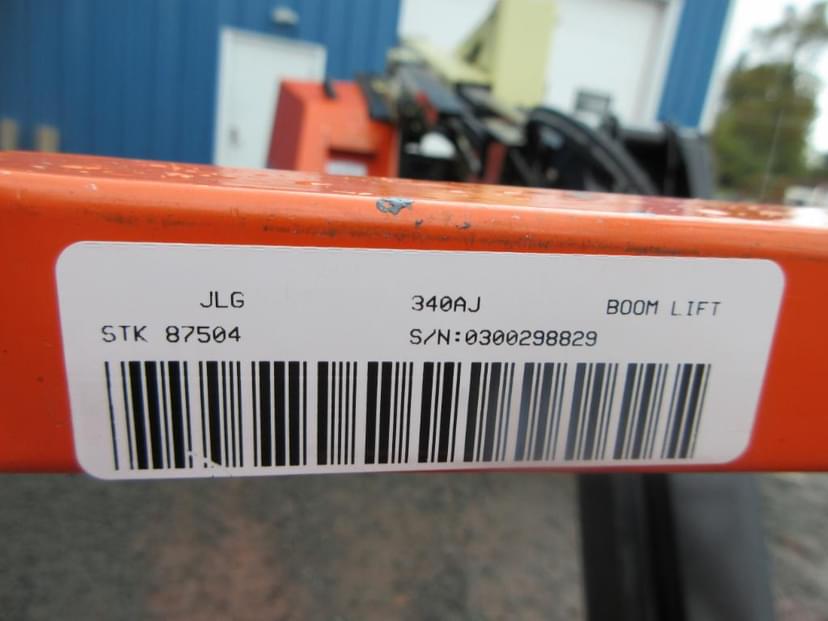 JLG 340AJ BOOM LIFT
STK 87504 S/N:0300298829